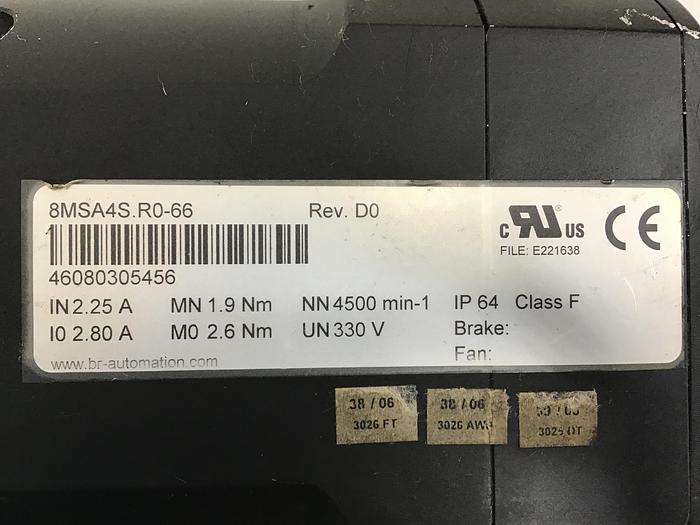 8MSA4S.R0-66 Rev. D0
46080305456
c RU US
FILE: E221638
CE
IN 2.25 A MN 1.9 Nm NN 4500 min-1 IP 64 Class F
I0 2.80 A M0 2.6 Nm UN 330 V Brake:
Fan:
www.br-automation.com
38 / 06 38 / 06
3026 FT 3026